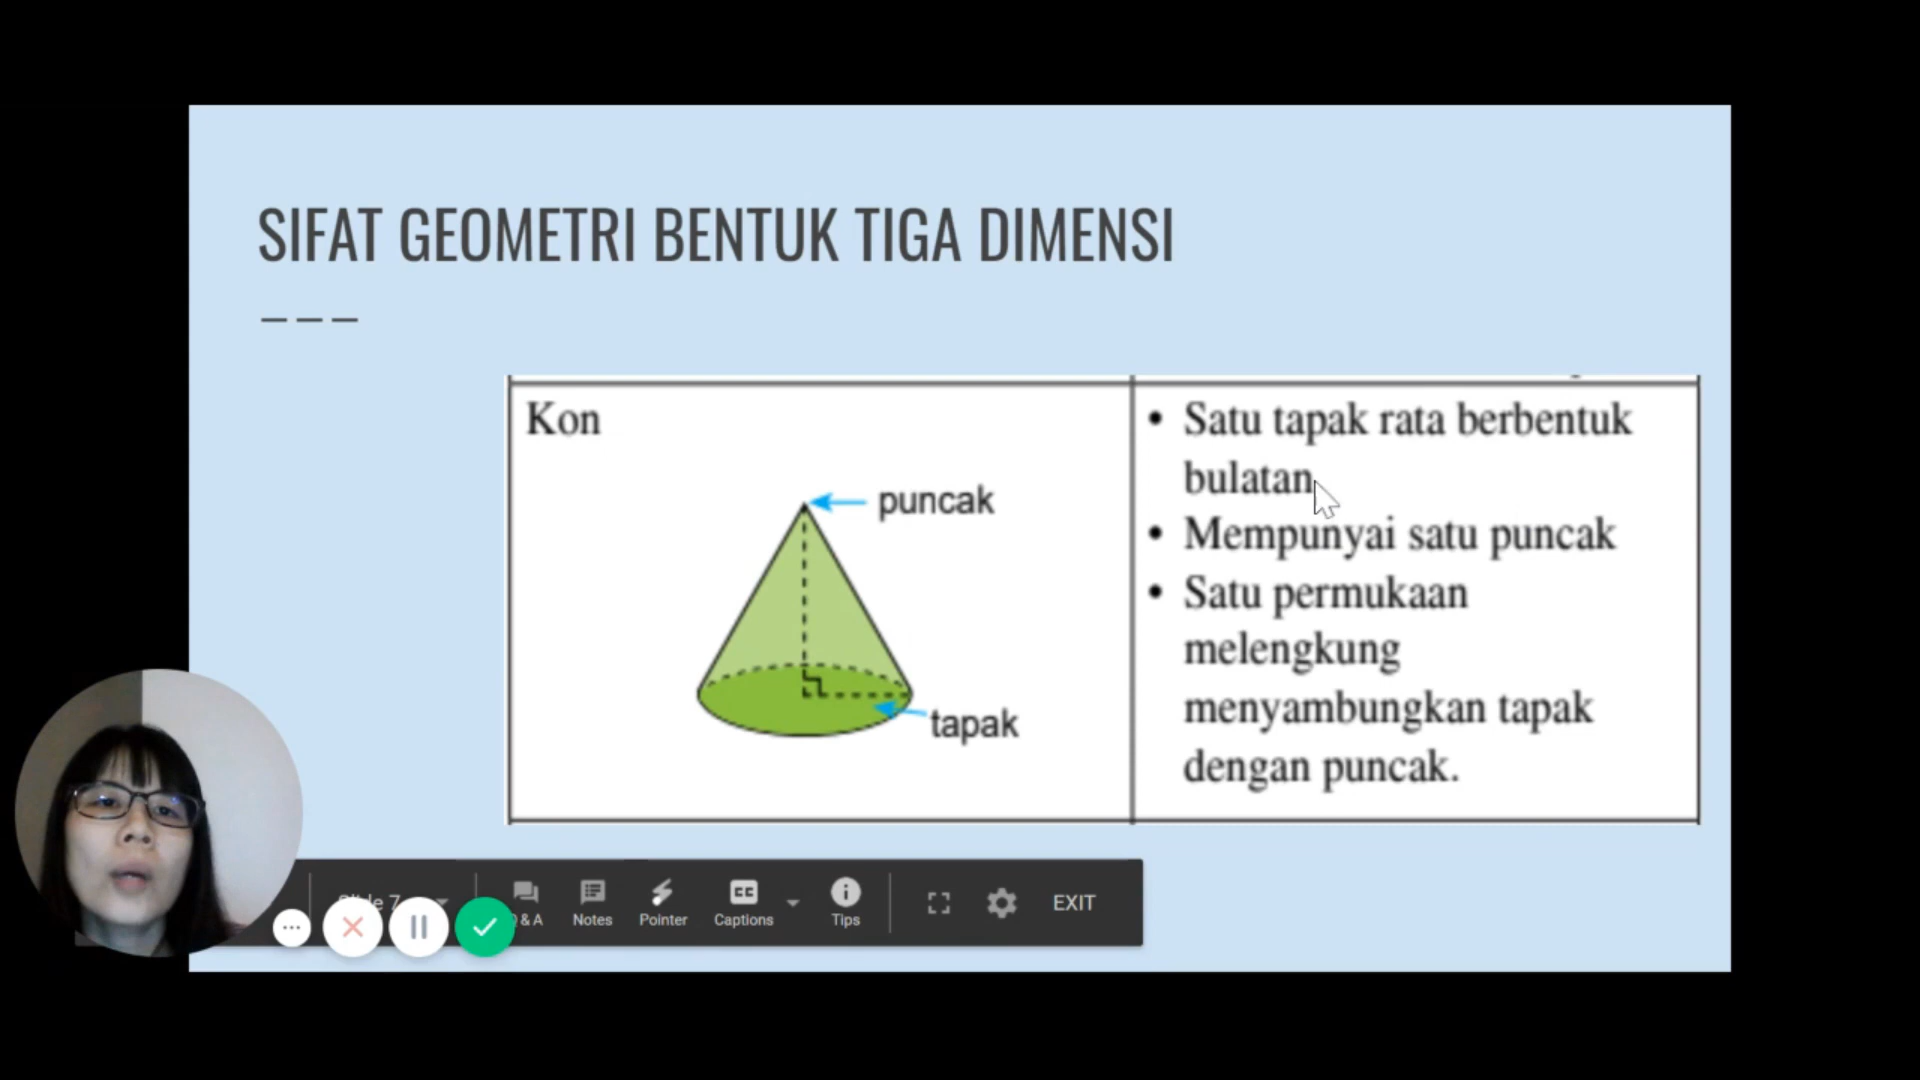 SIFAT GEOMETRI BENTUK TIGA DIMENSI
Kon
puncak
tapak
• Satu tapak rata berbentuk
bulatan
• Mempunyai satu puncak
• Satu permukaan
melengkung
menyambungkan tapak
dengan puncak.
& A
Notes
Pointer
CC
Captions
Tips
EXIT